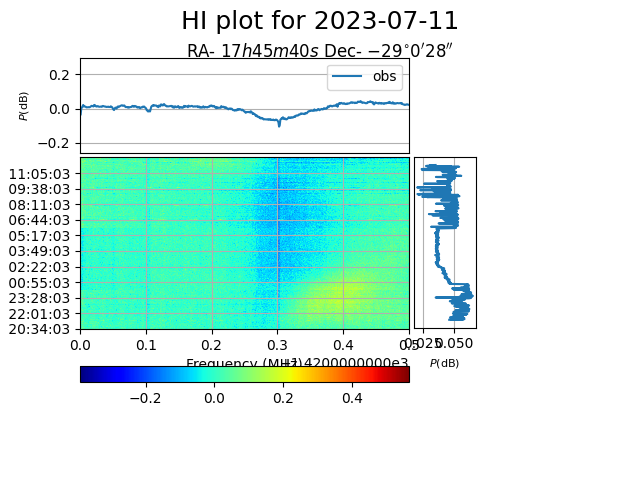 HI plot for 2023-07-11
RA- 17h45m40s Dec- −29°0′28″
P(dB)
0.2
0.0
−0.2
obs
11:05:03
09:38:03
08:11:03
06:44:03
05:17:03
03:49:03
02:22:03
00:55:03
23:28:03
22:01:03
20:34:03
0.0 0.1 0.2 0.3 0.4 0.5
Frequency (MHz)
+1.4200000000e3
0.025 0.050
P(dB)
−0.2 0.0 0.2 0.4